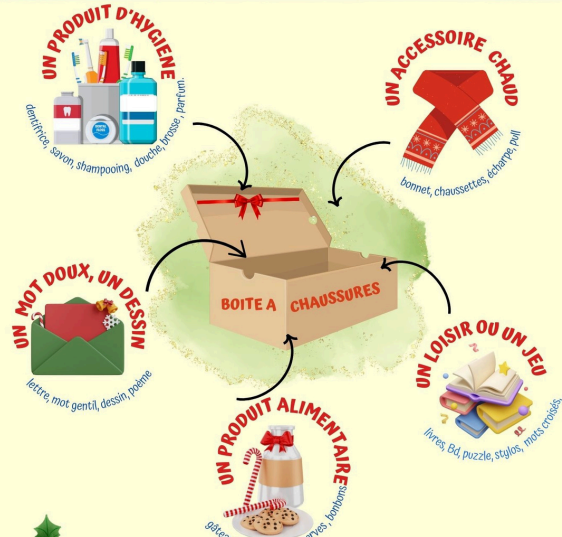 UN PRODUIT D'HYGIENE
dentifrice, savon, shampooing, douche, brosse, parfum.
UN ACCESSOIRE CHAUD
bonnet, chaussettes, écharpe, pull
BOITE A CHAUSSURES
UN MOT DOUX, UN DESSIN
lettre, mot gentil, dessin, poème
UN LOISIR OU UN JEU
livres, Bd, puzzle, stylos, mots croisés,
UN PRODUIT ALIMENTAIRE
bonbons